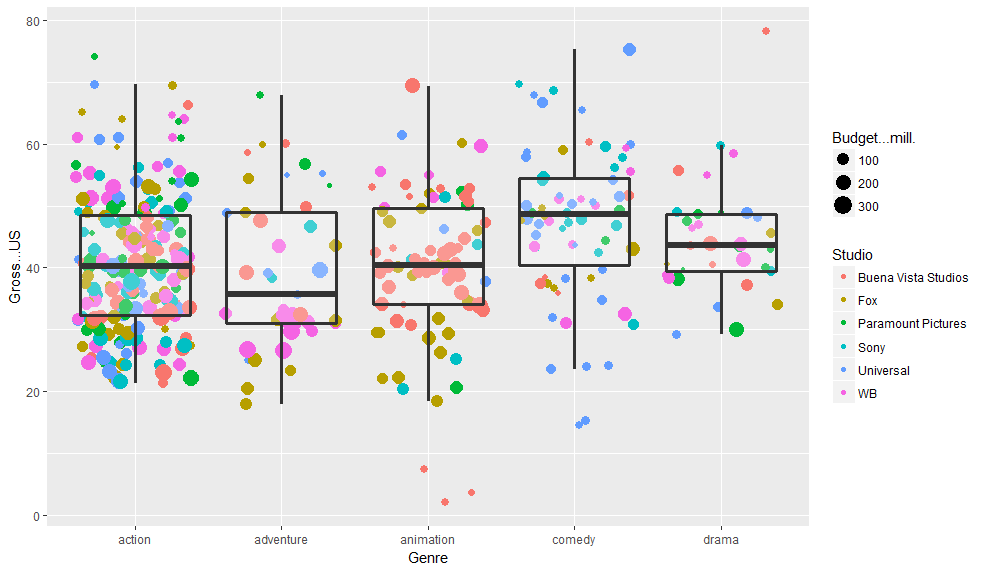 80
60
40
20
0
Gross...US
action adventure animation comedy drama
Genre
Budget...mill.
100
200
300
Studio
Buena Vista Studios
Fox
Paramount Pictures
Sony
Universal
WB